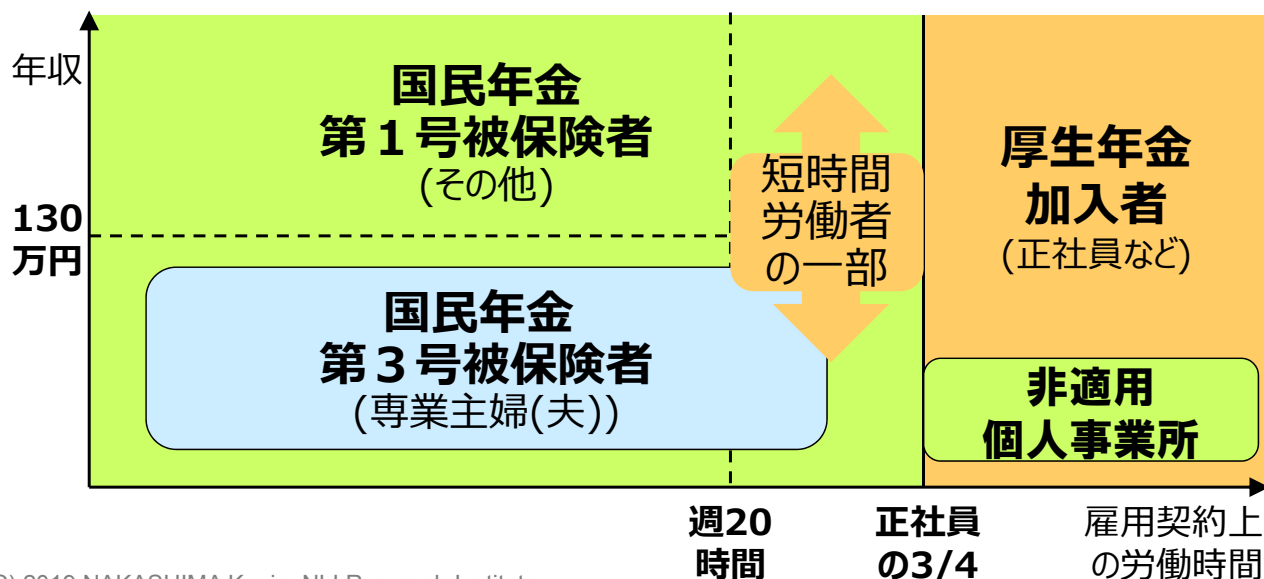 年収
国民年金
第１号被保険者
(その他)
130
万円
国民年金
第３号被保険者
(専業主婦(夫))
短時間
労働者
の一部
厚生年金
加入者
(正社員など)
非適用
個人事業所
週20
時間
正社員
の3/4
雇用契約上
の労働時間
2019 NAKASHIMA